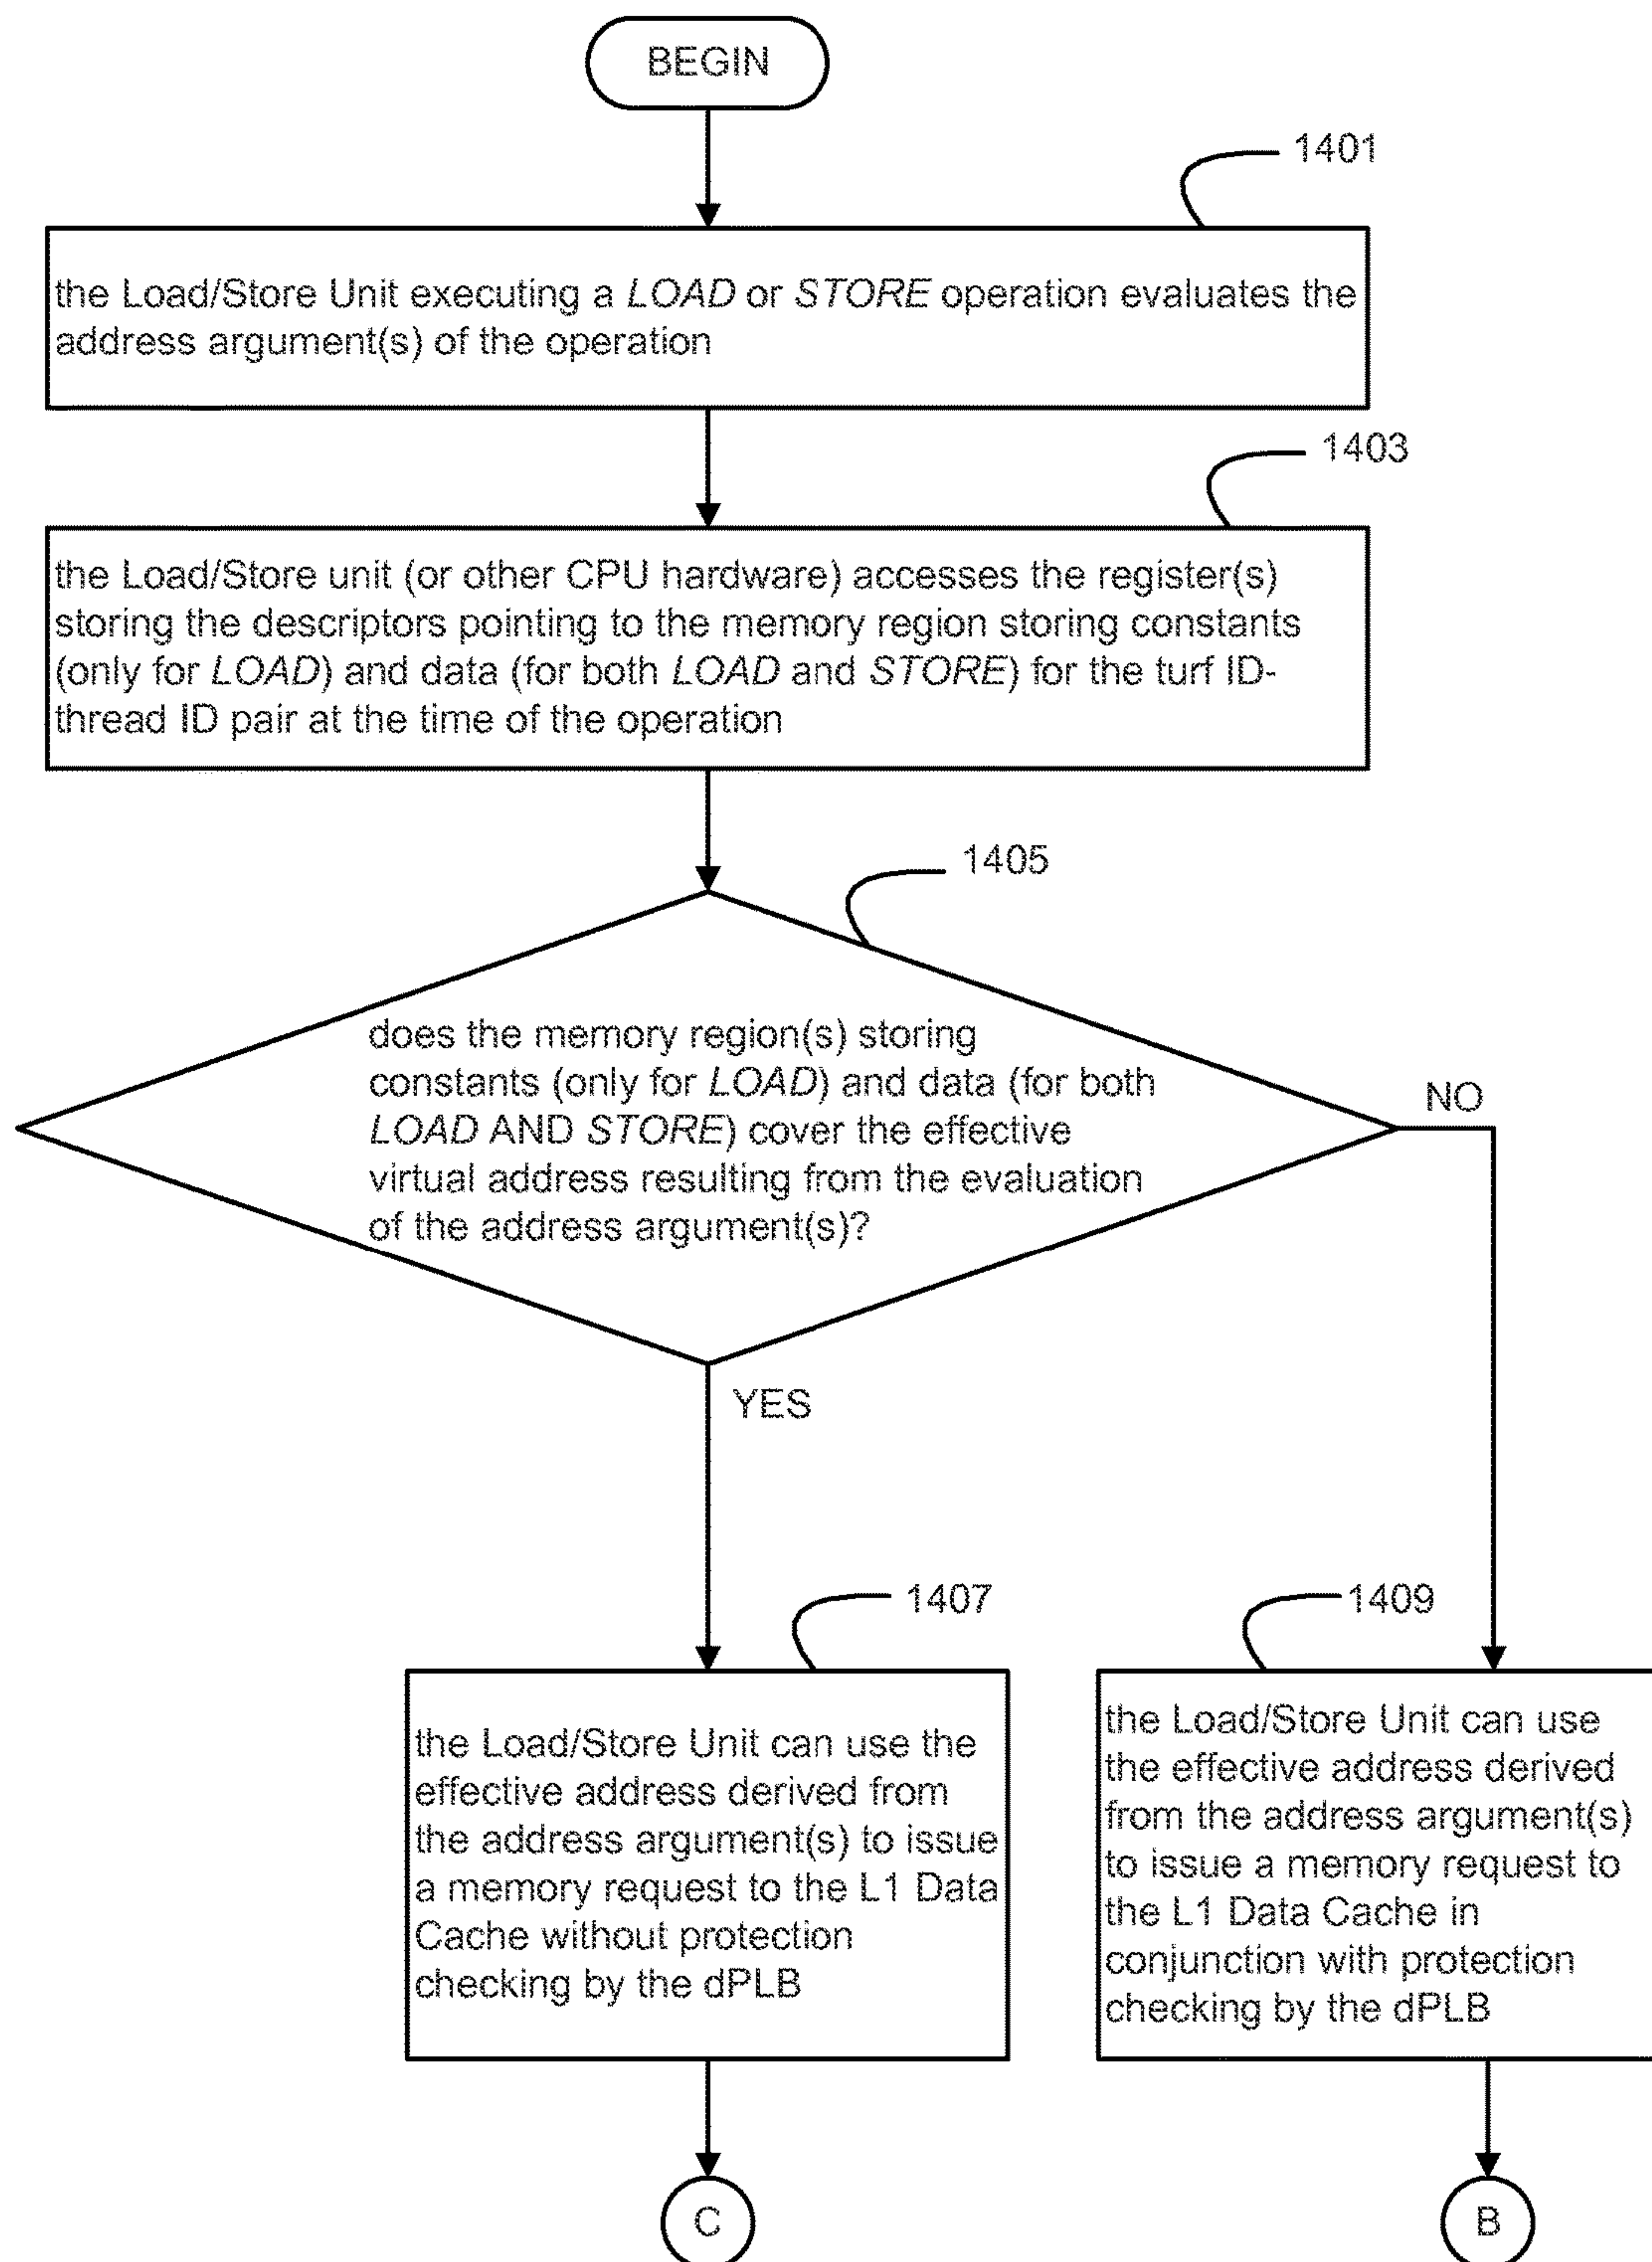 BEGIN
1401
the Load/Store Unit executing a LOAD or STORE operation evaluates the
address argument(s) of the operation
1403
the Load/Store unit (or other CPU hardware) accesses the register(s)
storing the descriptors pointing to the memory region storing constants
(only for LOAD) and data (for both LOAD and STORE) for the turf ID-
thread ID pair at the time of the operation
1405
does the memory region(s) storing
constants (only for LOAD) and data (for both
LOAD AND STORE) cover the effective
virtual address resulting from the evaluation
of the address argument(s)?
NO
YES
1407
the Load/Store Unit can use the
effective address derived from
the address argument(s) to issue
a memory request to the L1 Data
Cache without protection
checking by the dPLB
1409
the Load/Store Unit can use
the effective address derived
from the address argument(s)
to issue a memory request to
the L1 Data Cache in
conjunction with protection
checking by the dPLB
C
B